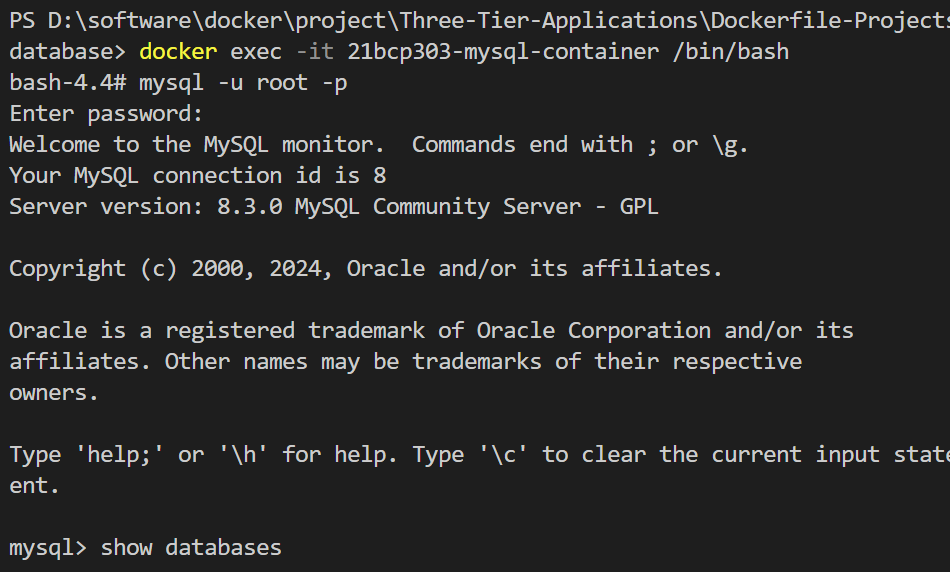 PS D:\software\docker\project\Three-Tier-Applications\Dockerfile-Projects
database> docker exec -it 21bcp303-mysql-container /bin/bash
bash-4.4# mysql -u root -p
Enter password:
Welcome to the MySQL monitor.  Commands end with ; or \g.
Your MySQL connection id is 8
Server version: 8.3.0 MySQL Community Server - GPL
Copyright (c) 2000, 2024, Oracle and/or its affiliates.
Oracle is a registered trademark of Oracle Corporation and/or its
affiliates. Other names may be trademarks of their respective
owners.
Type 'help;' or '\h' for help. Type '\c' to clear the current input state
ent.
mysql> show databases